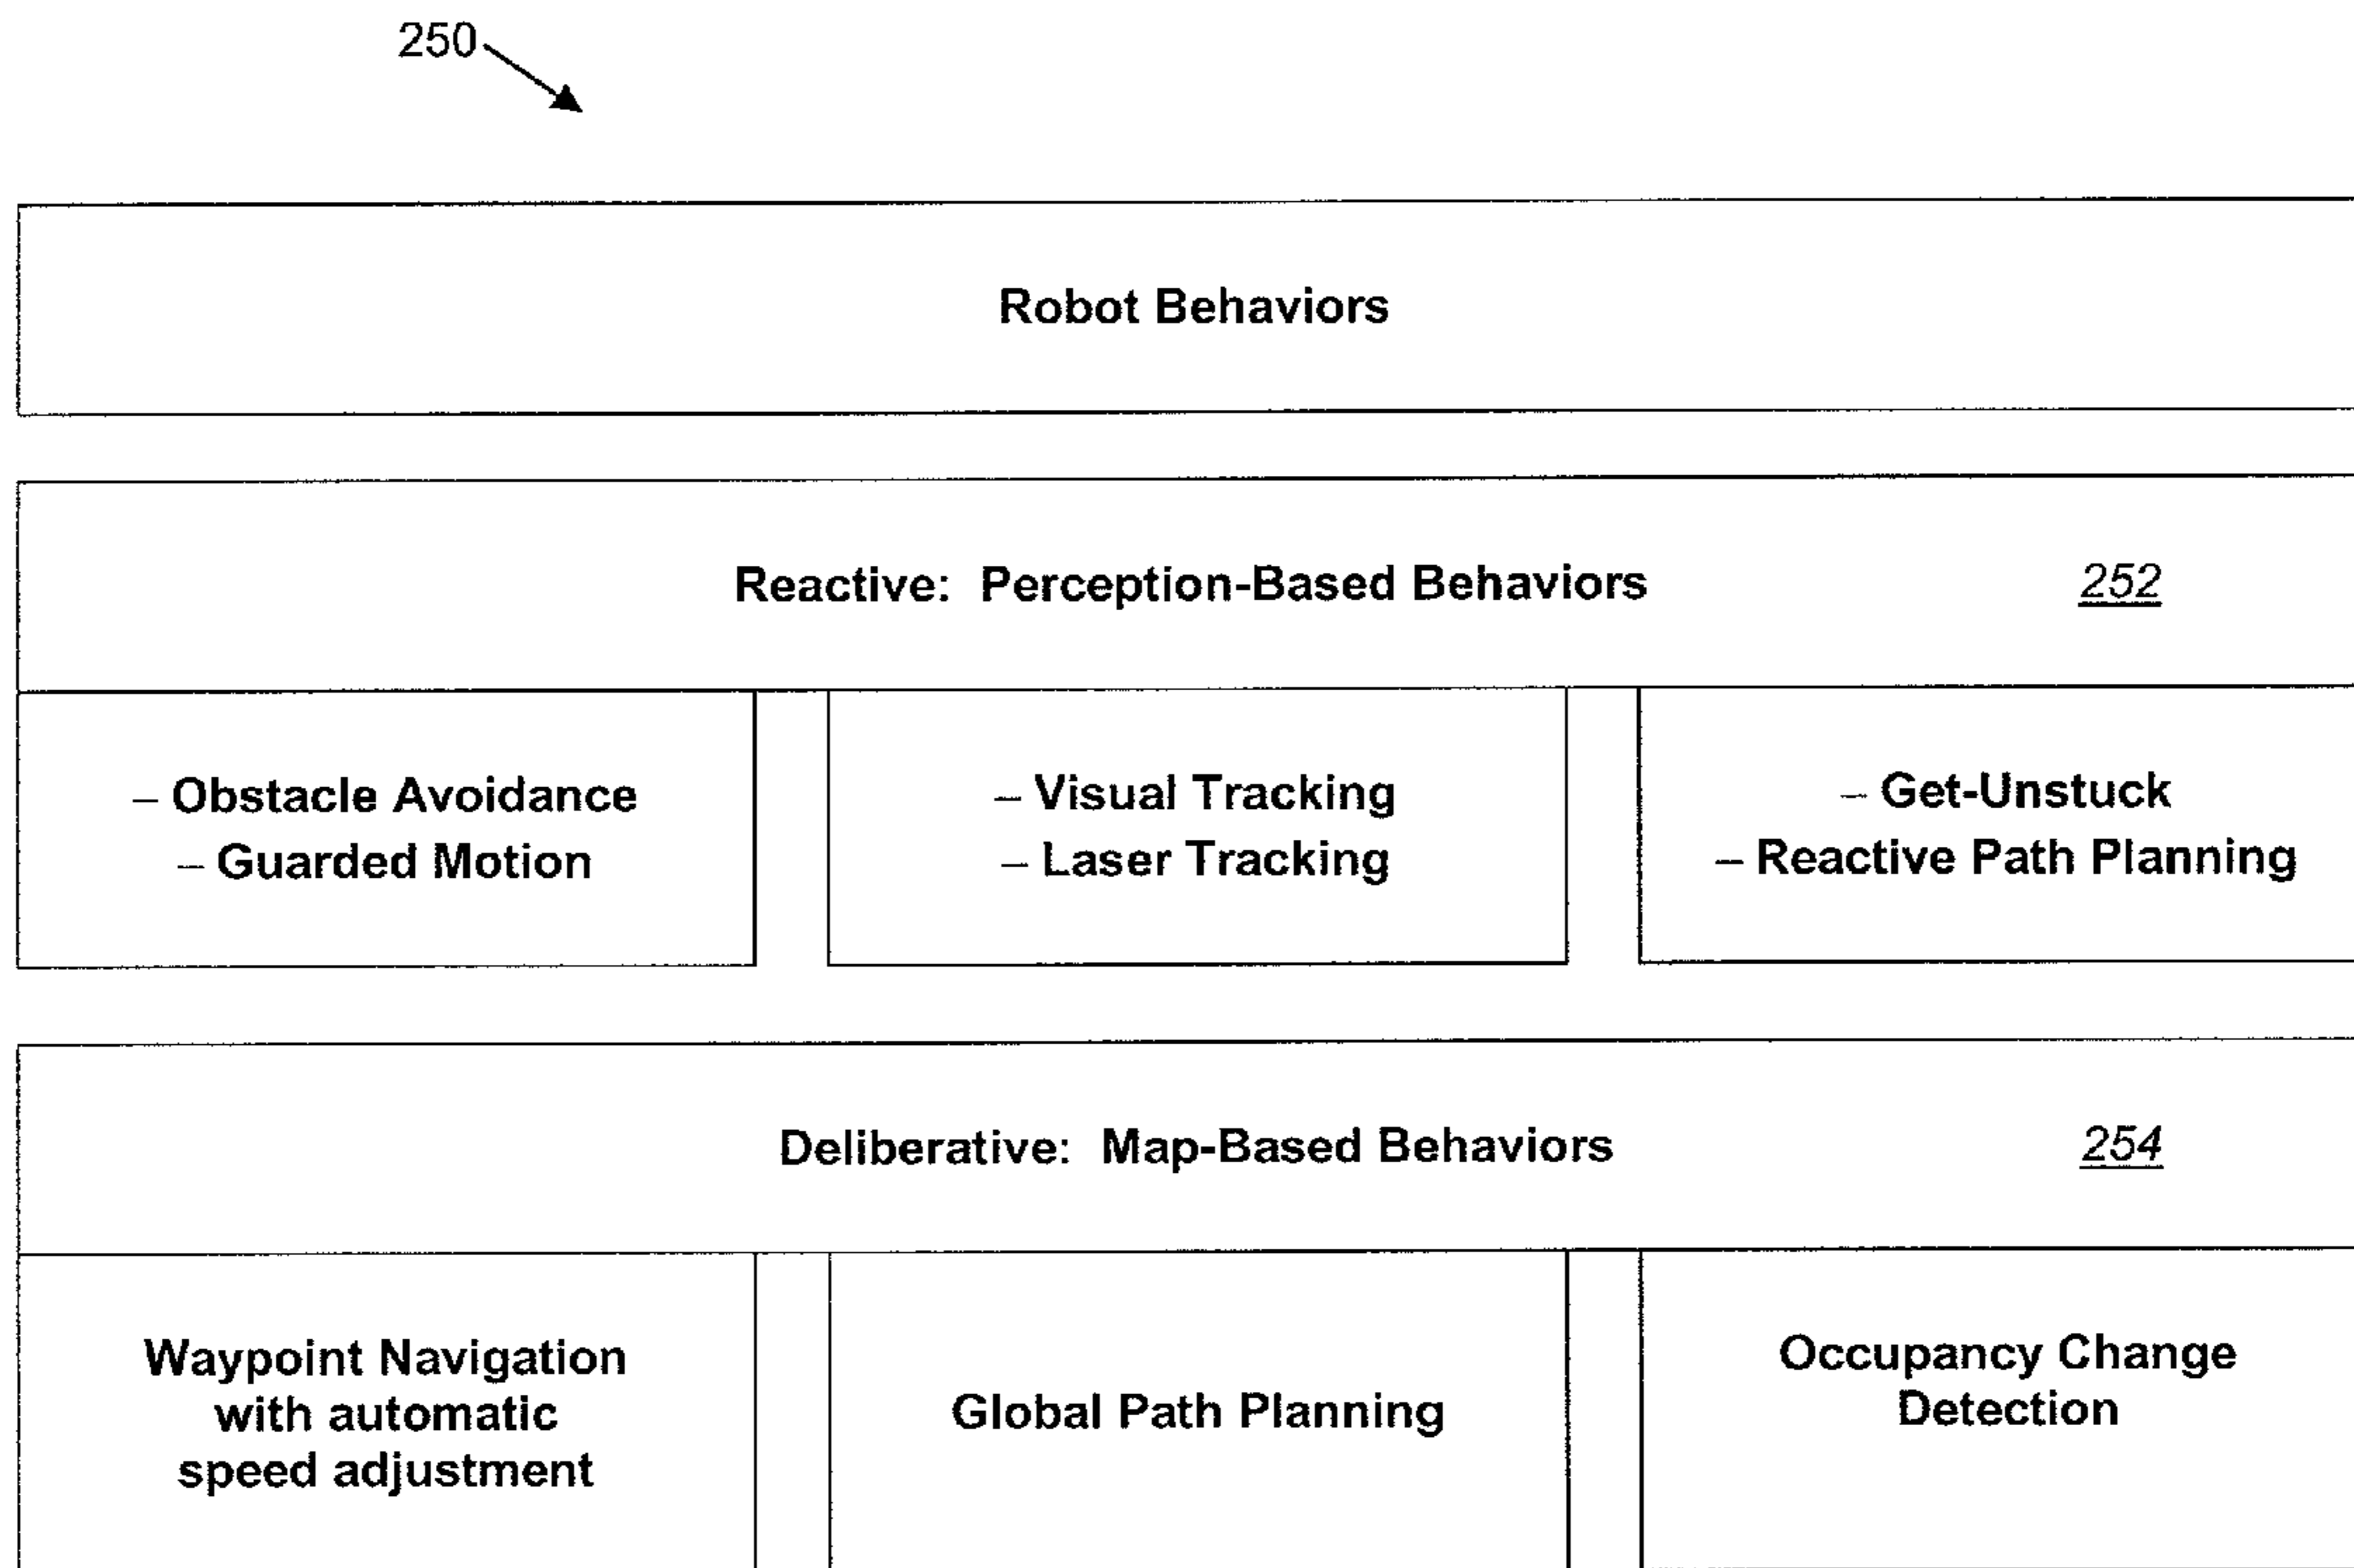 250
Robot Behaviors
Reactive: Perception-Based Behaviors 252
– Obstacle Avoidance
– Guarded Motion
– Visual Tracking
– Laser Tracking
– Get-Unstuck
– Reactive Path Planning
Deliberative: Map-Based Behaviors 254
Waypoint Navigation
with automatic
speed adjustment
Global Path Planning
Occupancy Change
Detection